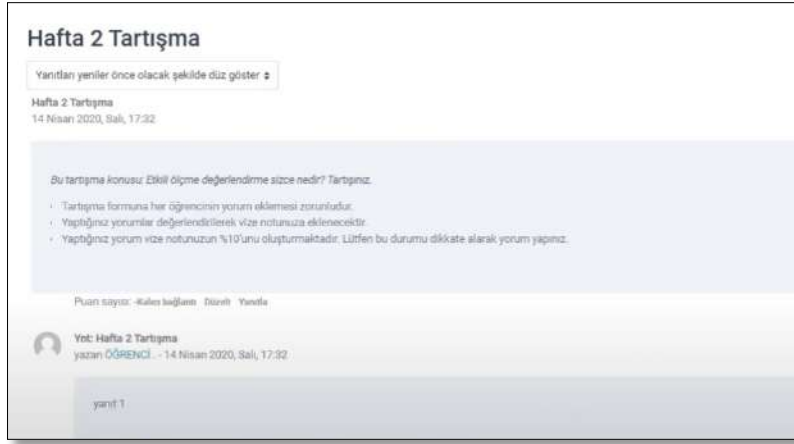 Hafta 2 Tartışma
Yanıtları yeniler önce olacak şekilde düz göster
Hafta 2 Tartışma
14 Nisan 2020, Salı, 17:32
Bu tartışma konusu: Etkili ölçme değerlendirme sizce nedir? Tartışınız.
Tartışma formuna her öğrencinin yorum eklemesi zorunludur.
Yaptığınız yorumlar değerlendirilerek vize notunuza eklenecektir.
Yaptığınız yorum vize notunuzun %10'unu oluşturmaktadır. Lütfen bu durumu dikkate alarak yorum yapınız.
Puan sayısı: -Kalıcı bağlantı Düzelt Yanıtla
Ynt: Hafta 2 Tartışma
yazan ÖĞRENCİ . - 14 Nisan 2020, Salı, 17:32
yanıt 1